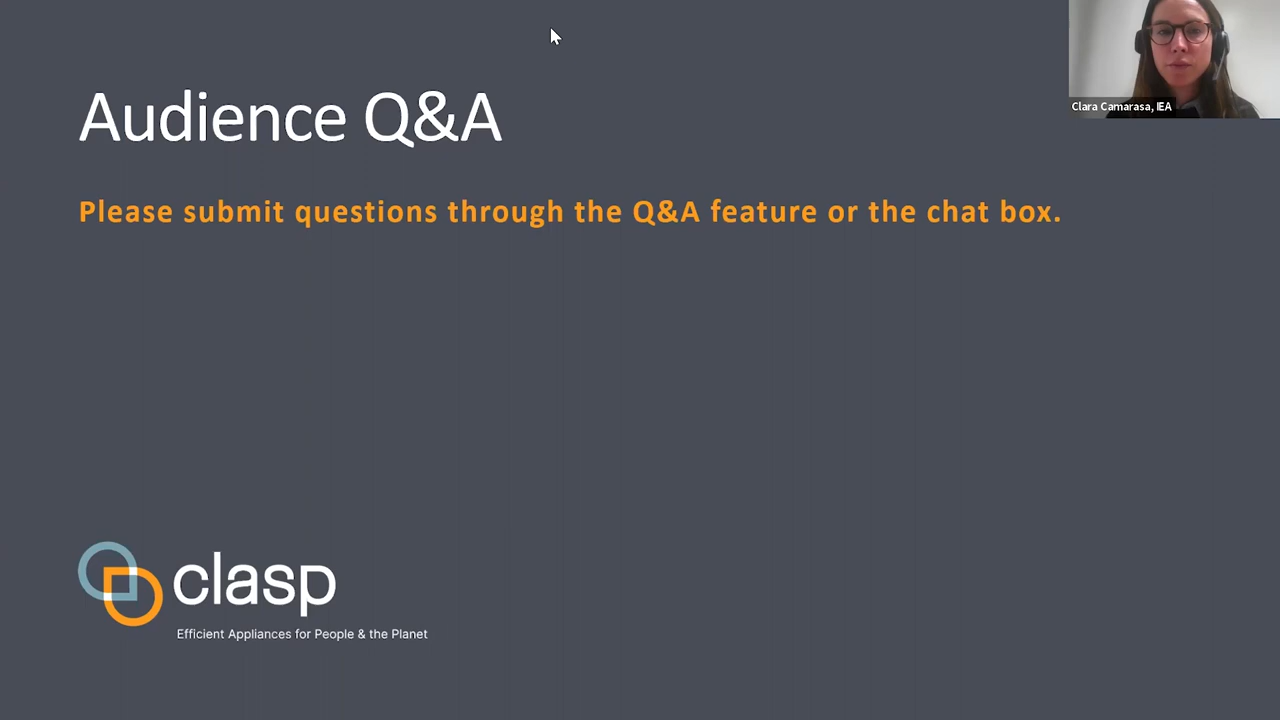 Audience Q&A
Please submit questions through the Q&A feature or the chat box.
Clara Camarasa, IEA
clasp
Efficient Appliances for People & the Planet